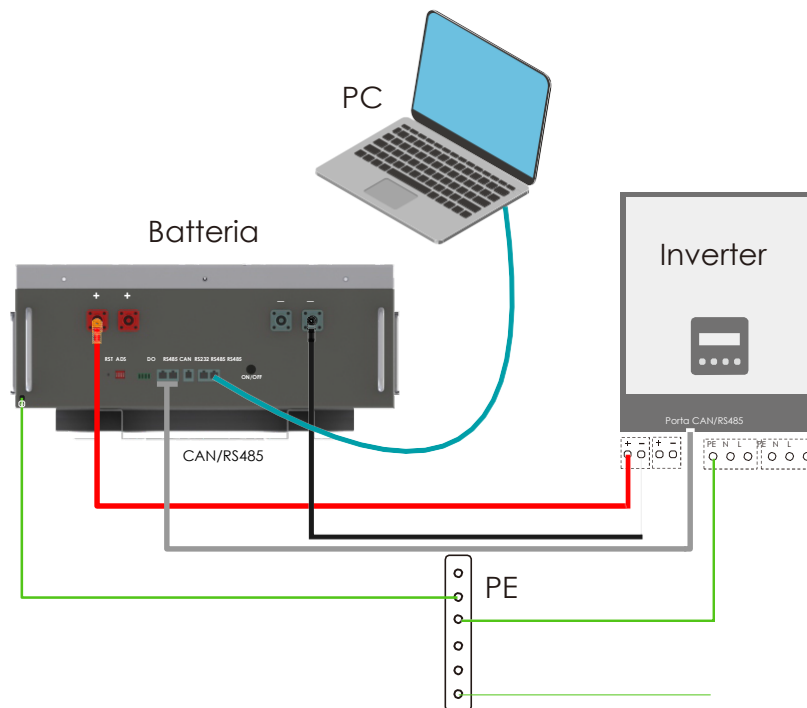 PC
Batteria
Inverter
+ + − −
RST ADS DO RS485 CAN RS232 RS485 RS485
ON/OFF
Porta CAN/RS485
CAN/RS485
+ − + −
PE N L PE N L
PE